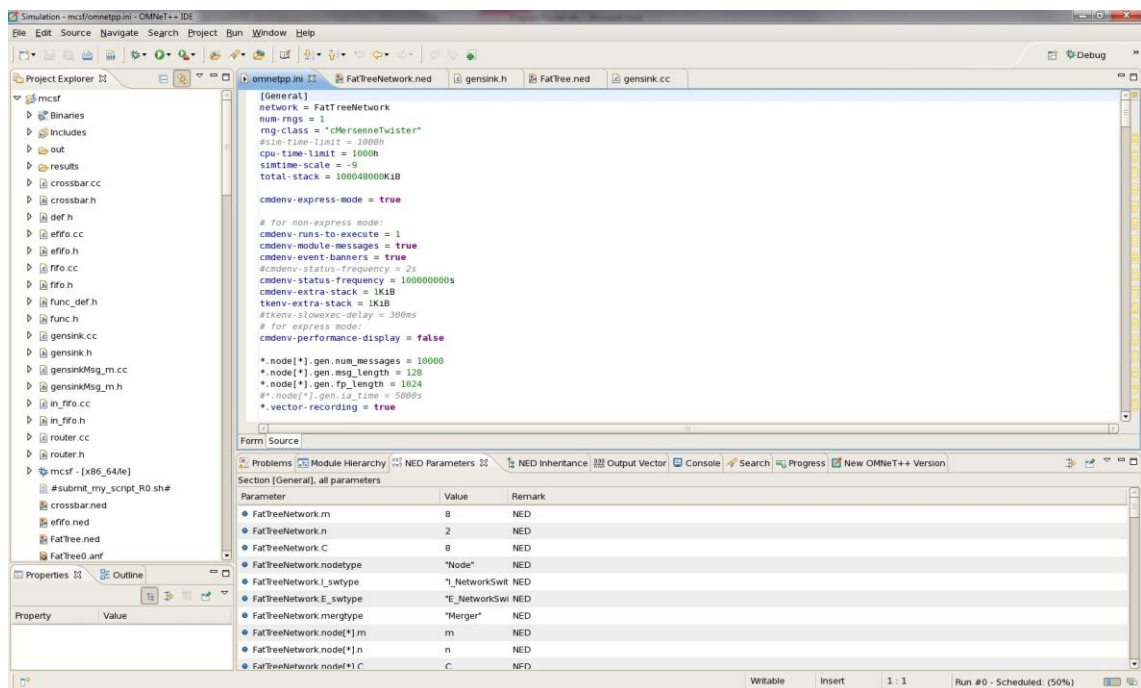 Simulation - mcsf/omnetpp.ini - OMNeT++ IDE
File Edit Source Navigate Search Project Run Window Help
Debug
Project Explorer
omnetpp.ini FatTreeNetwork.ned gensink.h FatTree.ned gensink.cc
mcsf
Binaries
Includes
out
results
crossbar.cc
crossbar.h
def.h
efifo.cc
efifo.h
fifo.cc
fifo.h
func_def.h
func.h
gensink.cc
gensink.h
gensinkMsg_m.cc
gensinkMsg_m.h
in_fifo.cc
in_fifo.h
router.cc
router.h
mcsf - [x86_64/le]
#submit_my_script_R0.sh#
crossbar.ned
efifo.ned
FatTree.ned
FatTree0.anf
[General]
network = FatTreeNetwork
num-rngs = 1
rng-class = "cMersenneTwister"
#sim-time-limit = 1000h
cpu-time-limit = 1000h
simtime-scale = -9
total-stack = 100048000KiB
cmdenv-express-mode = true
# for non-express mode:
cmdenv-runs-to-execute = 1
cmdenv-module-messages = true
cmdenv-event-banners = true
#cmdenv-status-frequency = 2s
cmdenv-status-frequency = 100000000s
cmdenv-extra-stack = 1KiB
tkenv-extra-stack = 1KiB
#tkenv-slowexec-delay = 300ms
# for express mode:
cmdenv-performance-display = false
*.node[*].gen.num_messages = 10000
*.node[*].gen.msg_length = 128
*.node[*].gen.fp_length = 1024
#*.node[*].gen.ia_time = 5000s
*.vector-recording = true
Form Source
Problems Module Hierarchy NED Parameters NED Inheritance Output Vector Console Search Progress New OMNeT++ Version
Section [General], all parameters
Parameter Value Remark
FatTreeNetwork.m 8 NED
FatTreeNetwork.n 2 NED
FatTreeNetwork.C 8 NED
FatTreeNetwork.nodetype "Node" NED
FatTreeNetwork.I_swtype "I_NetworkSwit NED
FatTreeNetwork.E_swtype "E_NetworkSwi NED
FatTreeNetwork.mergtype "Merger" NED
FatTreeNetwork.node[*].m m NED
FatTreeNetwork.node[*].n n NED
FatTreeNetwork.node[*].C C NED
Properties Outline
Property Value
Writable Insert 1 : 1 Run #0 - Scheduled: (50%)